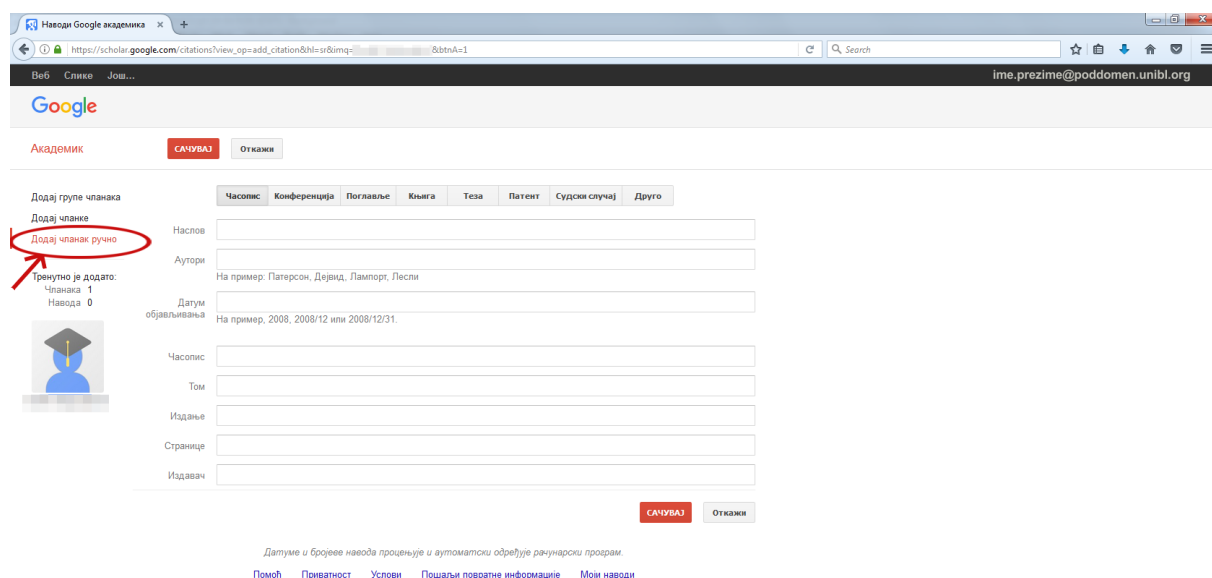 Наводи Google академика
https://scholar.google.com/citations?view_op=add_citation&hl=sr&imq= &btnA=1
Search
Веб Слике Још...
ime.prezime@poddomen.unibl.org
Google
Академик
САЧУВАЈ
Откажи
Додај групе чланака
Додај чланке
Додај чланак ручно
Тренутно је додато:
Чланака 1
Навода 0
Часопис Конференција Поглавље Књига Теза Патент Судски случај Друго
Наслов
Аутори
На пример: Патерсон, Дејвид, Лампорт, Лесли
Датум
објављивања
На пример, 2008, 2008/12 или 2008/12/31.
Часопис
Том
Издање
Странице
Издавач
САЧУВАЈ
Откажи
Датуме и бројеве навода процењује и аутоматски одређује рачунарски програм.
Помоћ Приватност Услови Пошаљи повратне информације Моји наводи